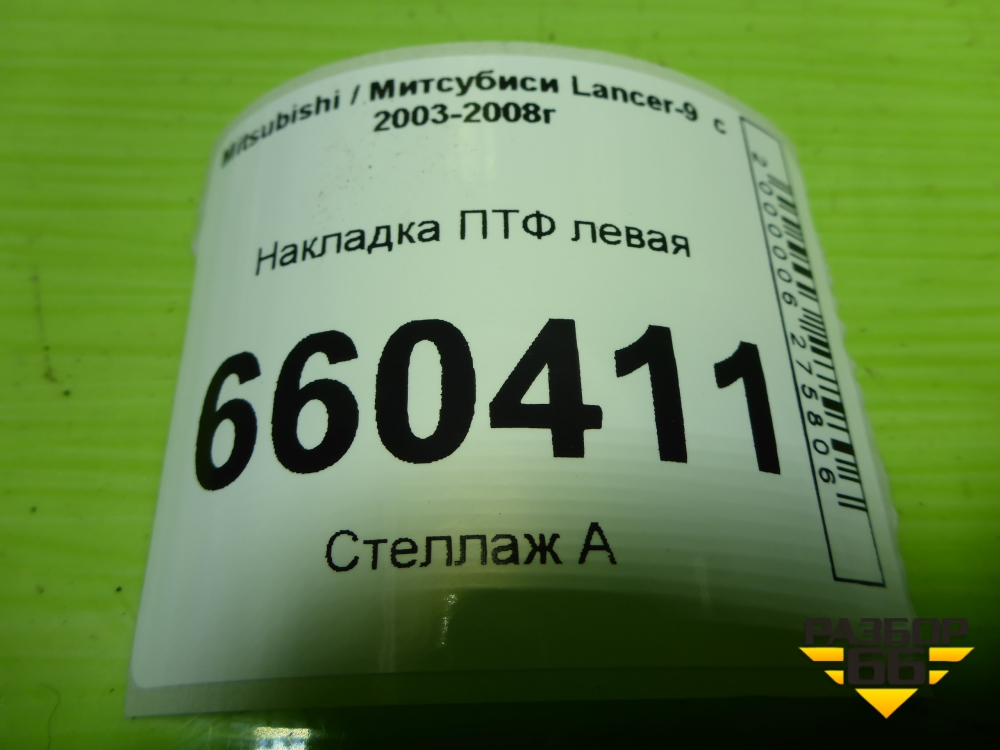 Mitsubishi / Митсубиси Lancer-9 с
2003-2008г
Накладка ПТФ левая
660411
Стеллаж А
2000006275806
РАЗБОР
66